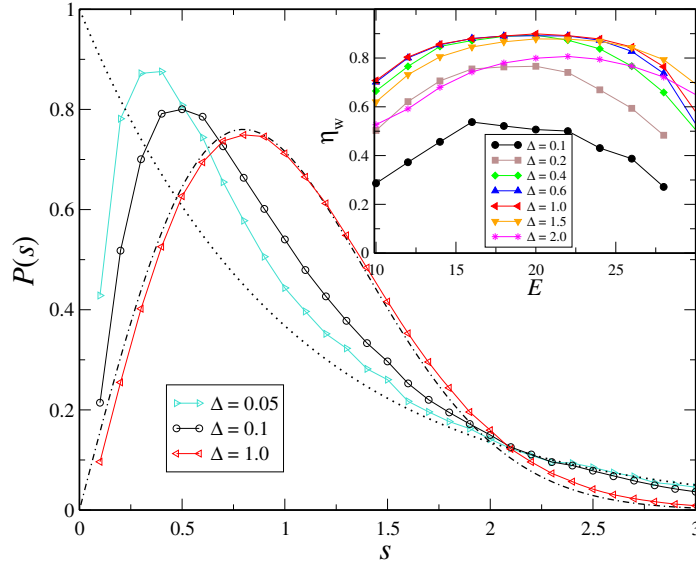 1
0.8
0.6
0.4
0.2
0
P(s)
0 0.5 1 1.5 2 2.5 3
s
Δ = 0.05
Δ = 0.1
Δ = 1.0
0.8
0.6
0.4
0.2
0
η_w
10 15 20 25
E
Δ = 0.1
Δ = 0.2
Δ = 0.4
Δ = 0.6
Δ = 1.0
Δ = 1.5
Δ = 2.0